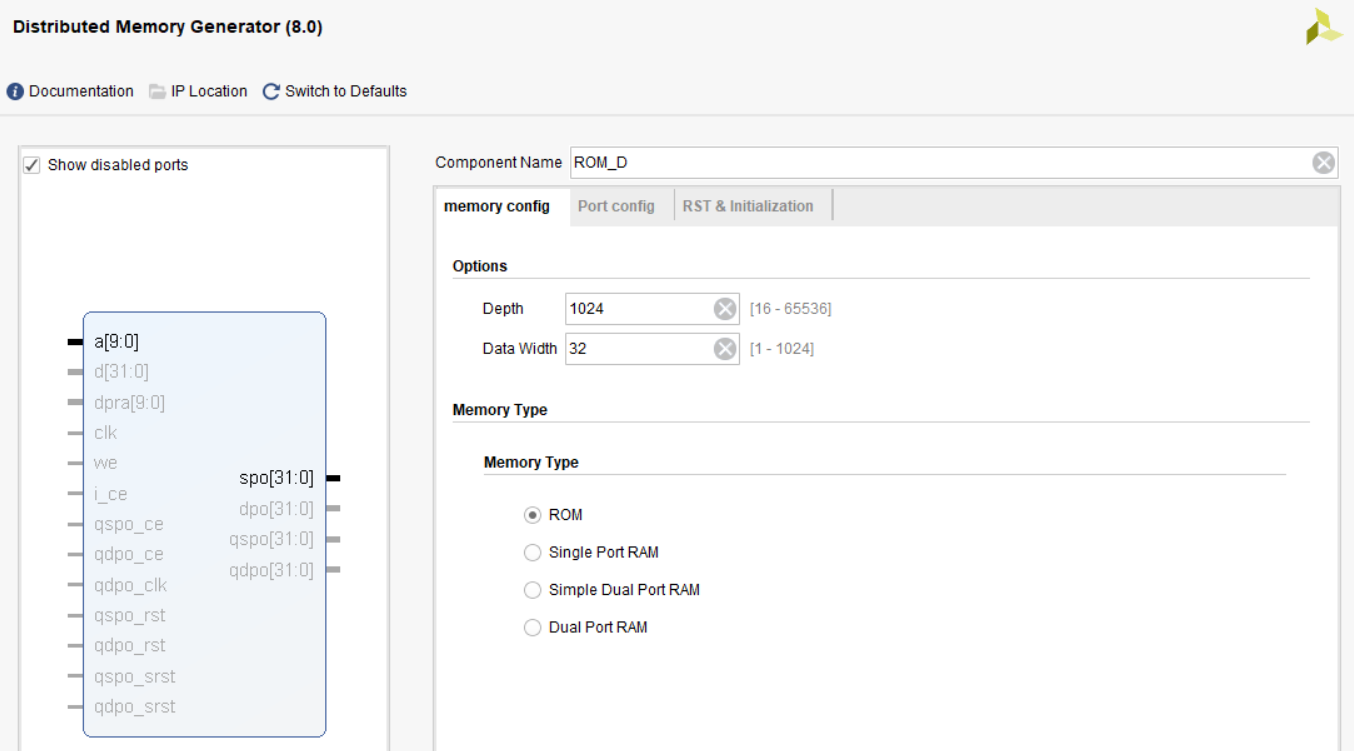 Distributed Memory Generator (8.0)
Documentation IP Location Switch to Defaults
Show disabled ports
a[9:0]
d[31:0]
dpra[9:0]
clk
we
i_ce
qspo_ce
qdpo_ce
qdpo_clk
qspo_rst
qdpo_rst
qspo_srst
qdpo_srst
spo[31:0]
dpo[31:0]
qspo[31:0]
qdpo[31:0]
Component Name ROM_D
memory config Port config RST & Initialization
Options
Depth 1024 [16 - 65536]
Data Width 32 [1 - 1024]
Memory Type
Memory Type
ROM
Single Port RAM
Simple Dual Port RAM
Dual Port RAM